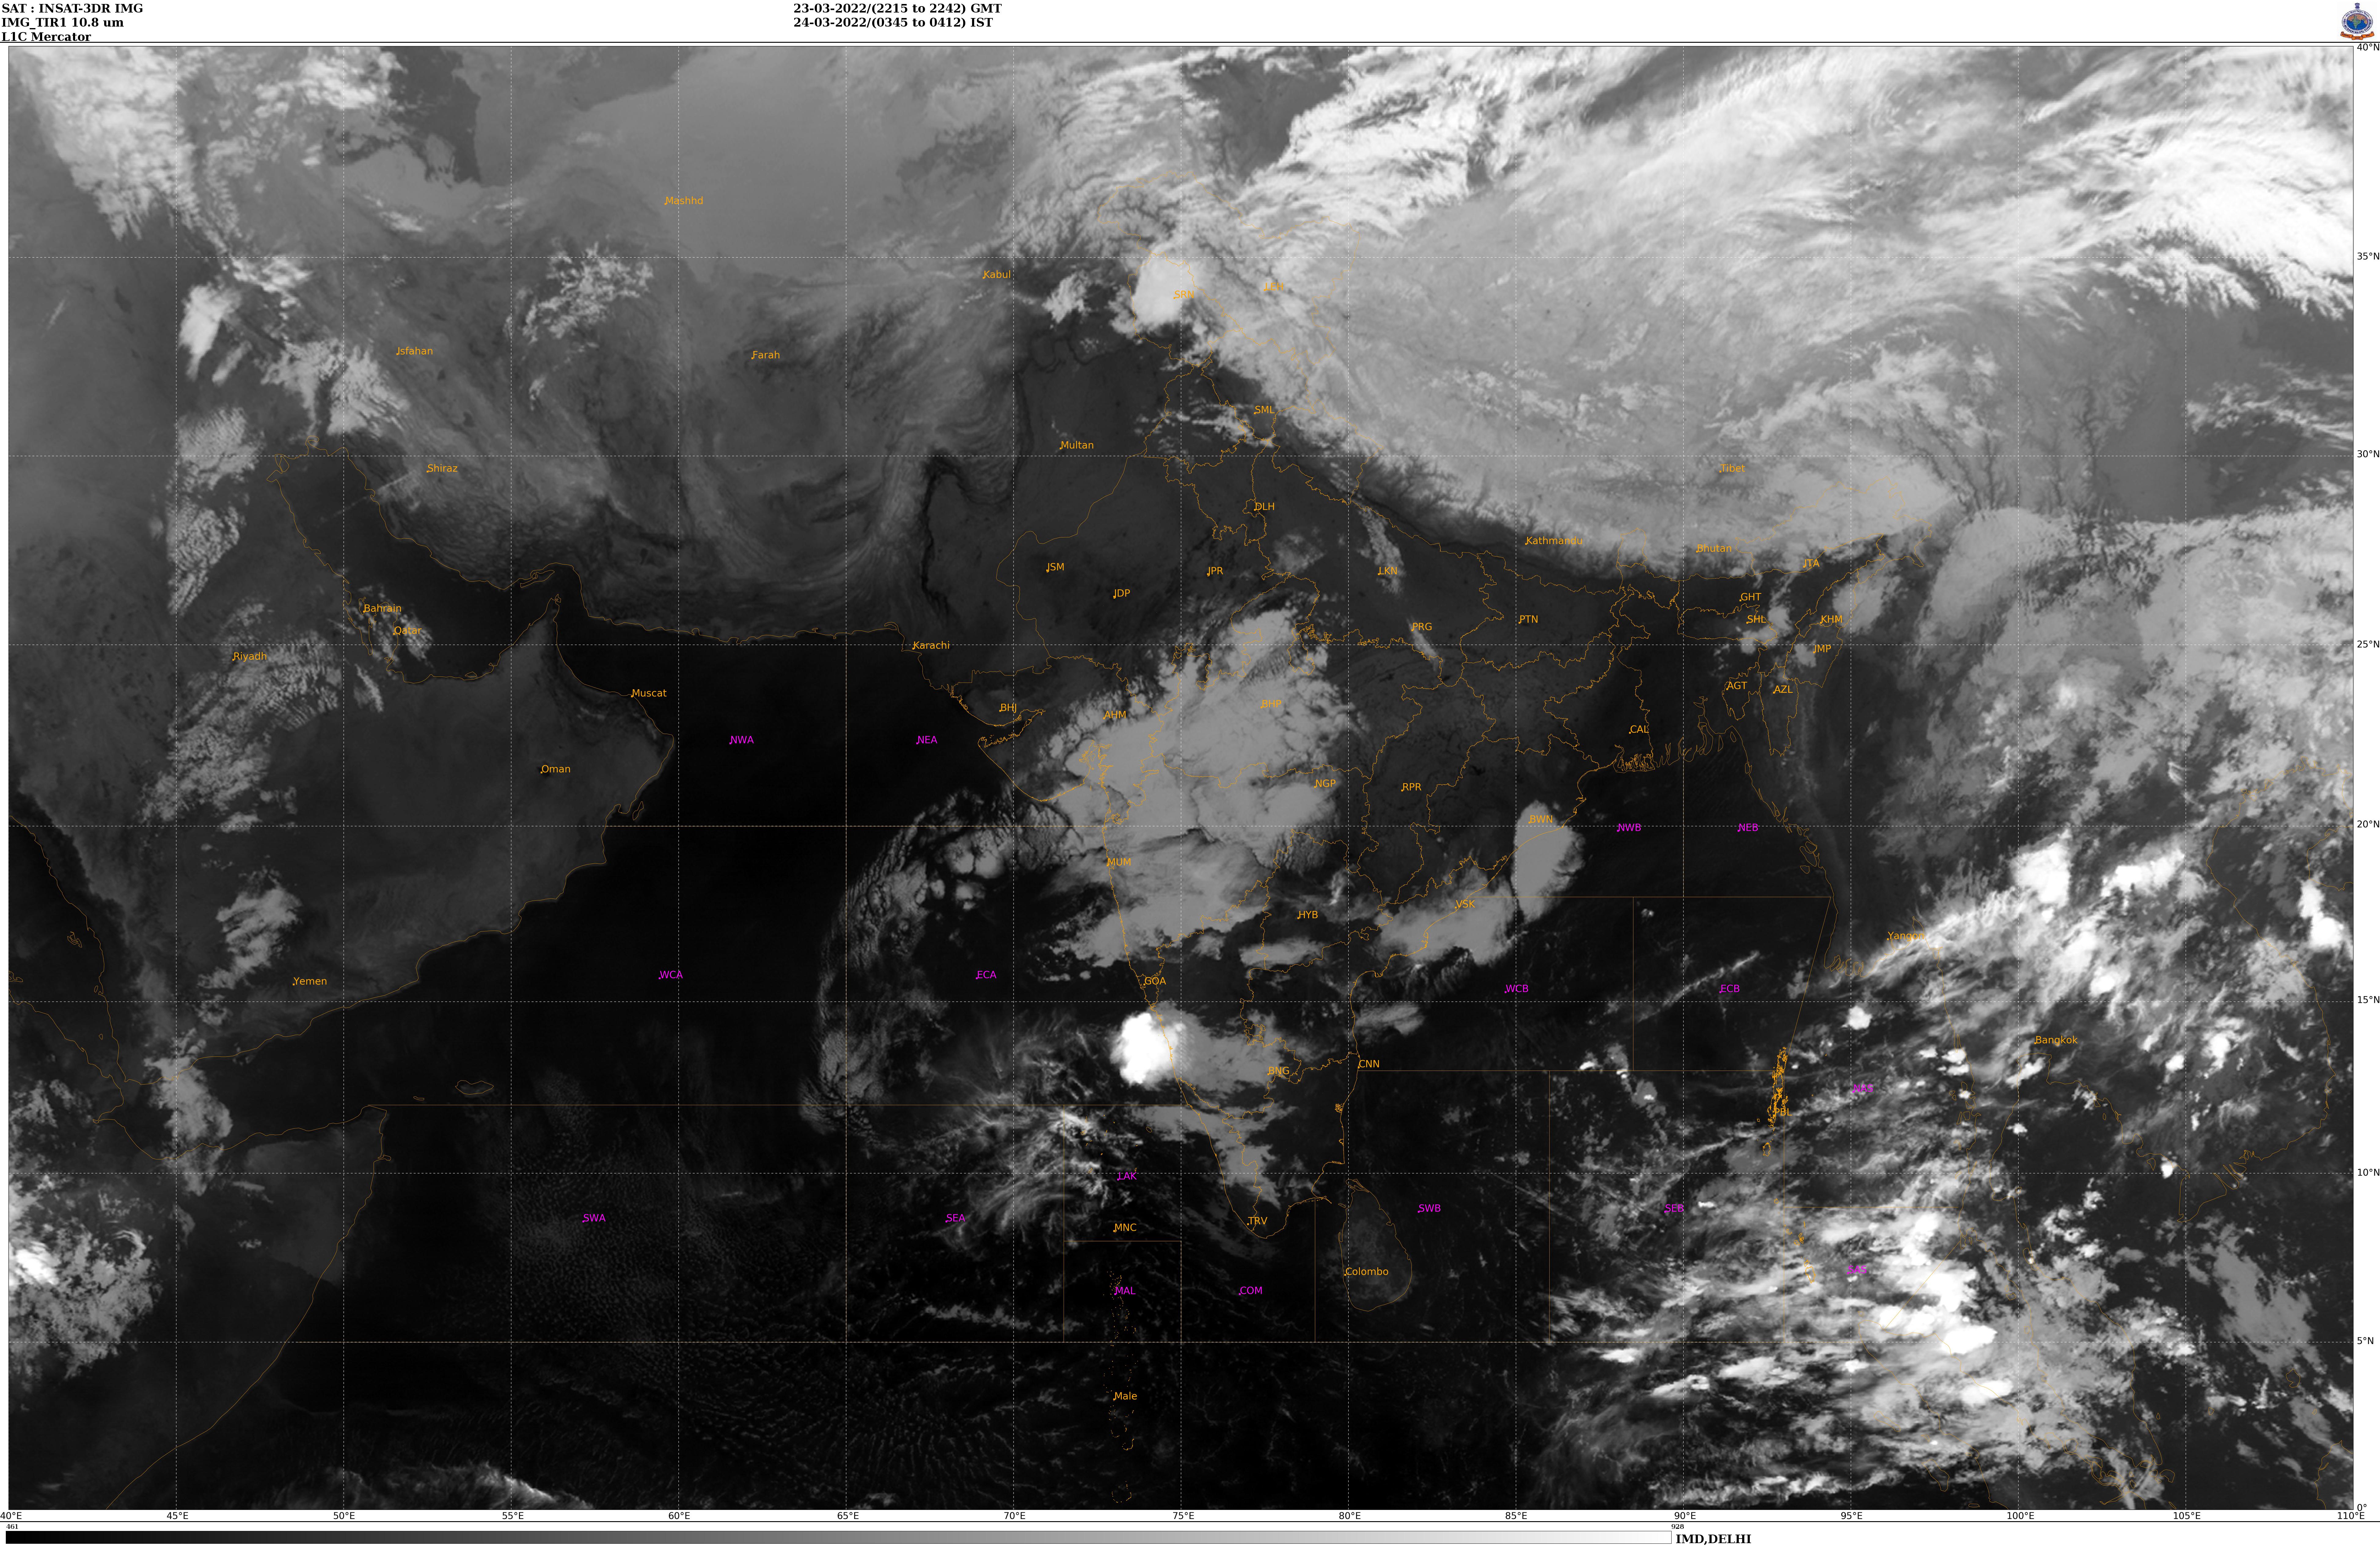 SAT : INSAT-3DR IMG
IMG_TIR1 10.8 um
L1C Mercator
23-03-2022/(2215 to 2242) GMT
24-03-2022/(0345 to 0412) IST
40°N
Mashhd
35°N
Kabul
SRN
LEH
Isfahan
Farah
SML
Multan
30°N
Shiraz
Tibet
DLH
Kathmandu
Bhutan
JSM
JPR
LKN
ITA
JDP
GHT
Bahrain
Qatar
PRG
PTN
SHL
KHM
25°N
Karachi
IMP
Riyadh
Muscat
AGT
AZL
BHJ
AHM
BHP
CAL
NWA
NEA
Oman
NGP
RPR
BWN
NWB
NEB
20°N
MUM
VSK
HYB
Yangon
WCA
ECA
Yemen
GOA
WCB
ECB
15°N
Bangkok
CNN
BNG
PBL
LAK
10°N
SWA
SEA
MNC
TRV
SWB
SEB
Colombo
MAL
COM
5°N
Male
0°
40°E
45°E
50°E
55°E
60°E
65°E
70°E
75°E
80°E
85°E
90°E
95°E
100°E
105°E
110°E
461
928
IMD,DELHI